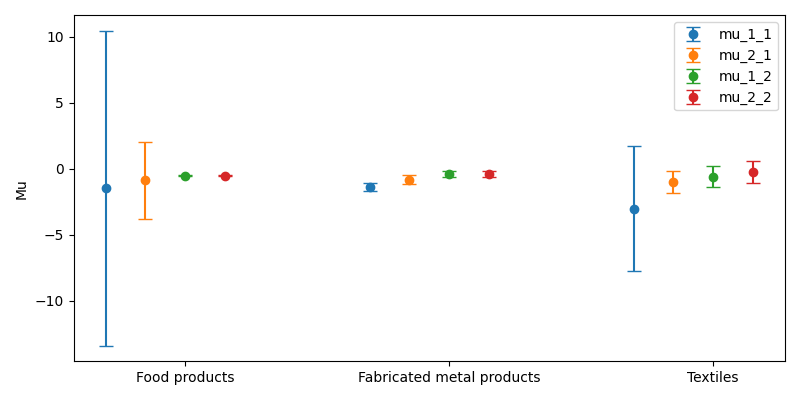 10
5
0
−5
−10
Mu
Food products
Fabricated metal products
Textiles
mu_1_1
mu_2_1
mu_1_2
mu_2_2